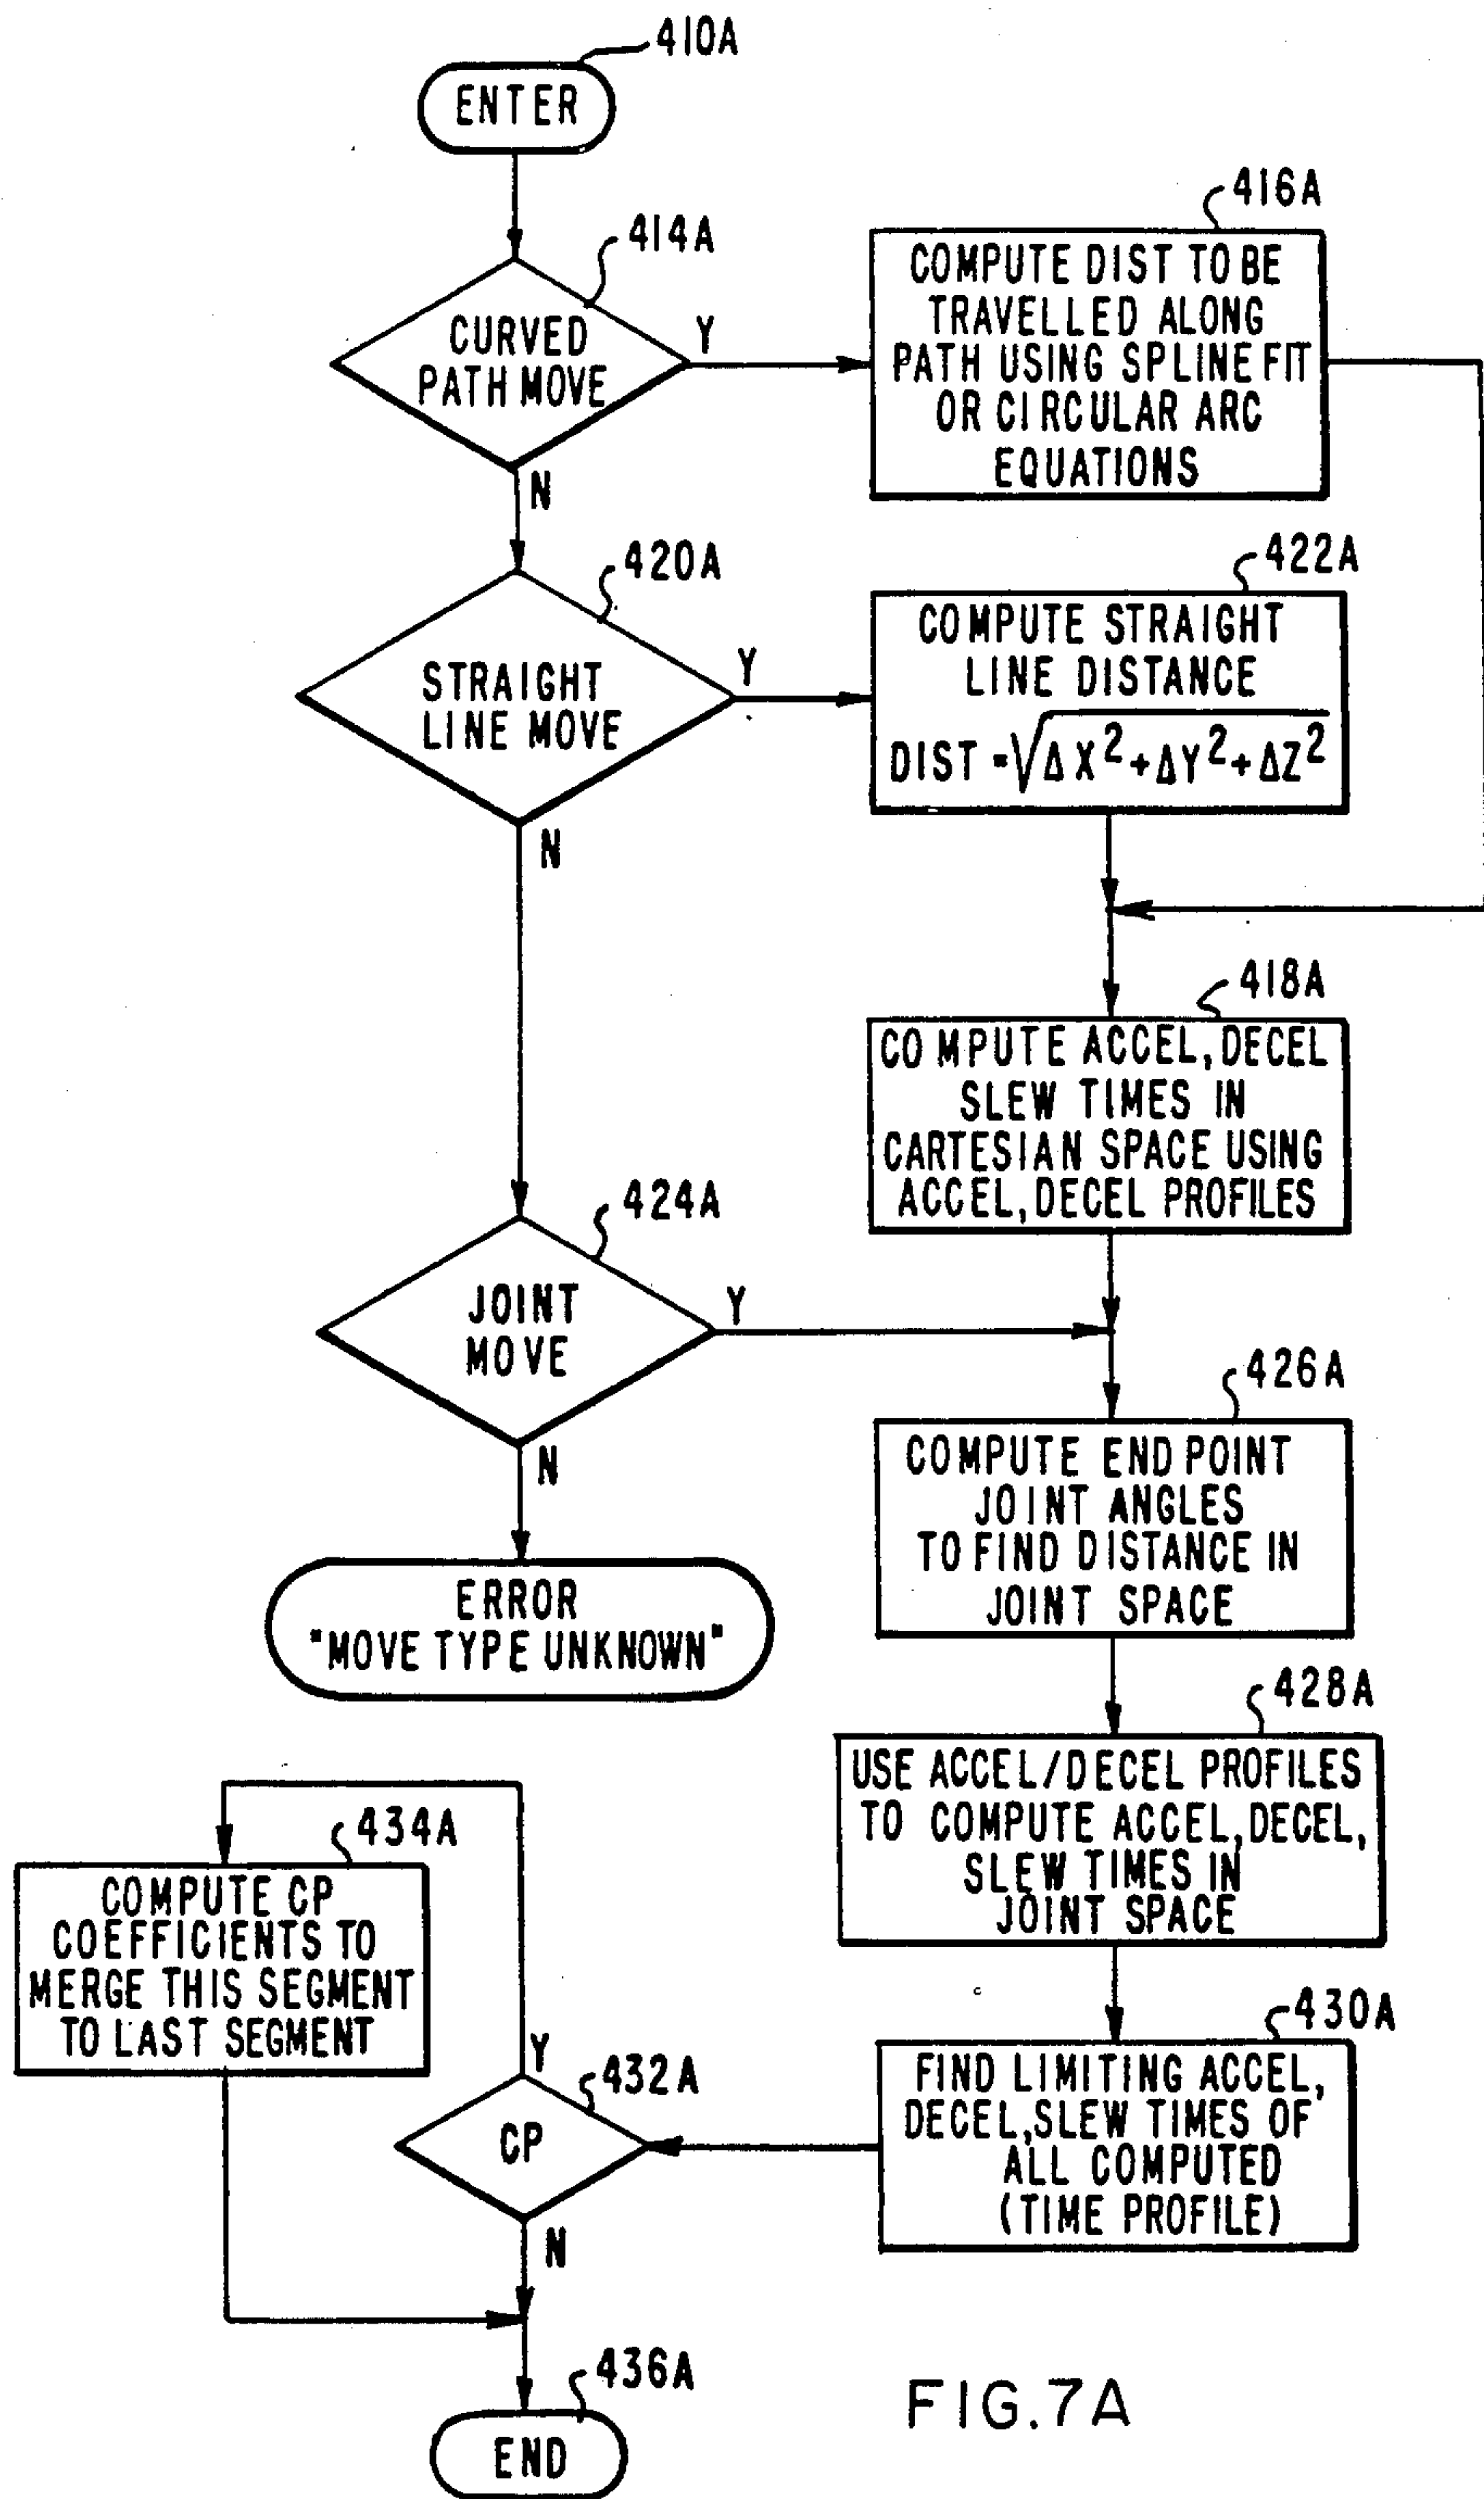 410A
ENTER
414A
CURVED
PATH MOVE
Y
N
416A
COMPUTE DIST TO BE
TRAVELLED ALONG
PATH USING SPLINE FIT
OR CIRCULAR ARC
EQUATIONS
420A
STRAIGHT
LINE MOVE
Y
N
422A
COMPUTE STRAIGHT
LINE DISTANCE
DIST = √ΔX²+ΔY²+ΔZ²
418A
COMPUTE ACCEL, DECEL
SLEW TIMES IN
CARTESIAN SPACE USING
ACCEL, DECEL PROFILES
424A
JOINT
MOVE
Y
N
ERROR
"MOVE TYPE UNKNOWN"
426A
COMPUTE END POINT
JOINT ANGLES
TO FIND DISTANCE IN
JOINT SPACE
428A
USE ACCEL/DECEL PROFILES
TO COMPUTE ACCEL, DECEL,
SLEW TIMES IN
JOINT SPACE
430A
FIND LIMITING ACCEL,
DECEL, SLEW TIMES OF
ALL COMPUTED
(TIME PROFILE)
432A
CP
Y
N
434A
COMPUTE CP
COEFFICIENTS TO
MERGE THIS SEGMENT
TO LAST SEGMENT
436A
END
FIG. 7A